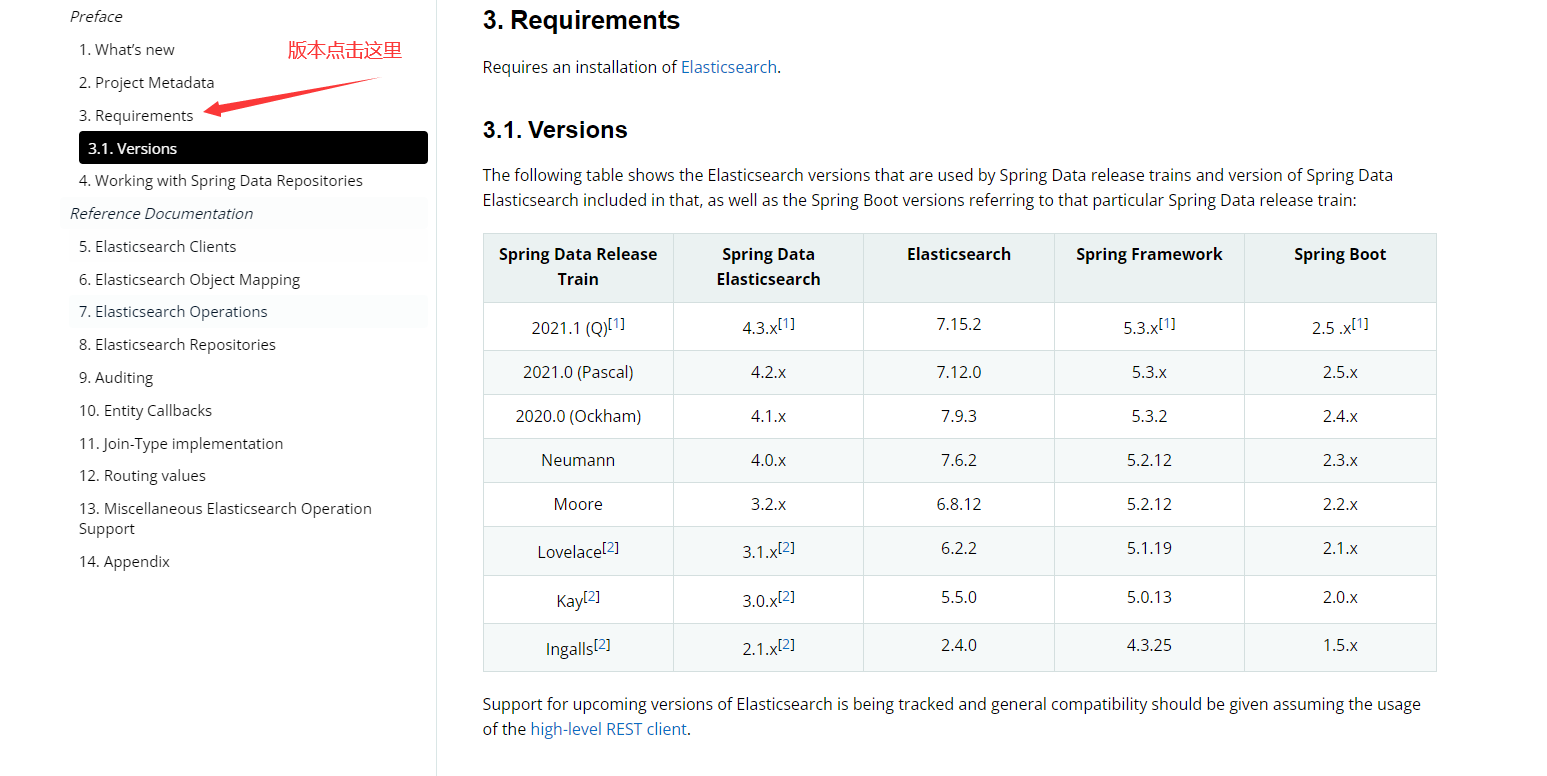 Preface
1. What's new
2. Project Metadata
3. Requirements
3.1. Versions
4. Working with Spring Data Repositories
Reference Documentation
5. Elasticsearch Clients
6. Elasticsearch Object Mapping
7. Elasticsearch Operations
8. Elasticsearch Repositories
9. Auditing
10. Entity Callbacks
11. Join-Type implementation
12. Routing values
13. Miscellaneous Elasticsearch Operation
Support
14. Appendix
版本点击这里
3. Requirements
Requires an installation of Elasticsearch.
3.1. Versions
The following table shows the Elasticsearch versions that are used by Spring Data release trains and version of Spring Data
Elasticsearch included in that, as well as the Spring Boot versions referring to that particular Spring Data release train:
Spring Data Release Train Spring Data Elasticsearch Elasticsearch Spring Framework Spring Boot
2021.1 (Q)[1] 4.3.x[1] 7.15.2 5.3.x[1] 2.5 .x[1]
2021.0 (Pascal) 4.2.x 7.12.0 5.3.x 2.5.x
2020.0 (Ockham) 4.1.x 7.9.3 5.3.2 2.4.x
Neumann 4.0.x 7.6.2 5.2.12 2.3.x
Moore 3.2.x 6.8.12 5.2.12 2.2.x
Lovelace[2] 3.1.x[2] 6.2.2 5.1.19 2.1.x
Kay[2] 3.0.x[2] 5.5.0 5.0.13 2.0.x
Ingalls[2] 2.1.x[2] 2.4.0 4.3.25 1.5.x
Support for upcoming versions of Elasticsearch is being tracked and general compatibility should be given assuming the usage
of the high-level REST client.